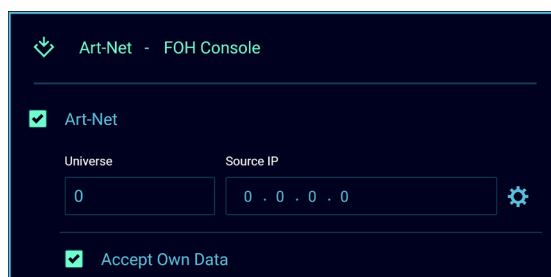 Art-Net - FOH Console
Art-Net
Universe Source IP
0 0 . 0 . 0 . 0
Accept Own Data